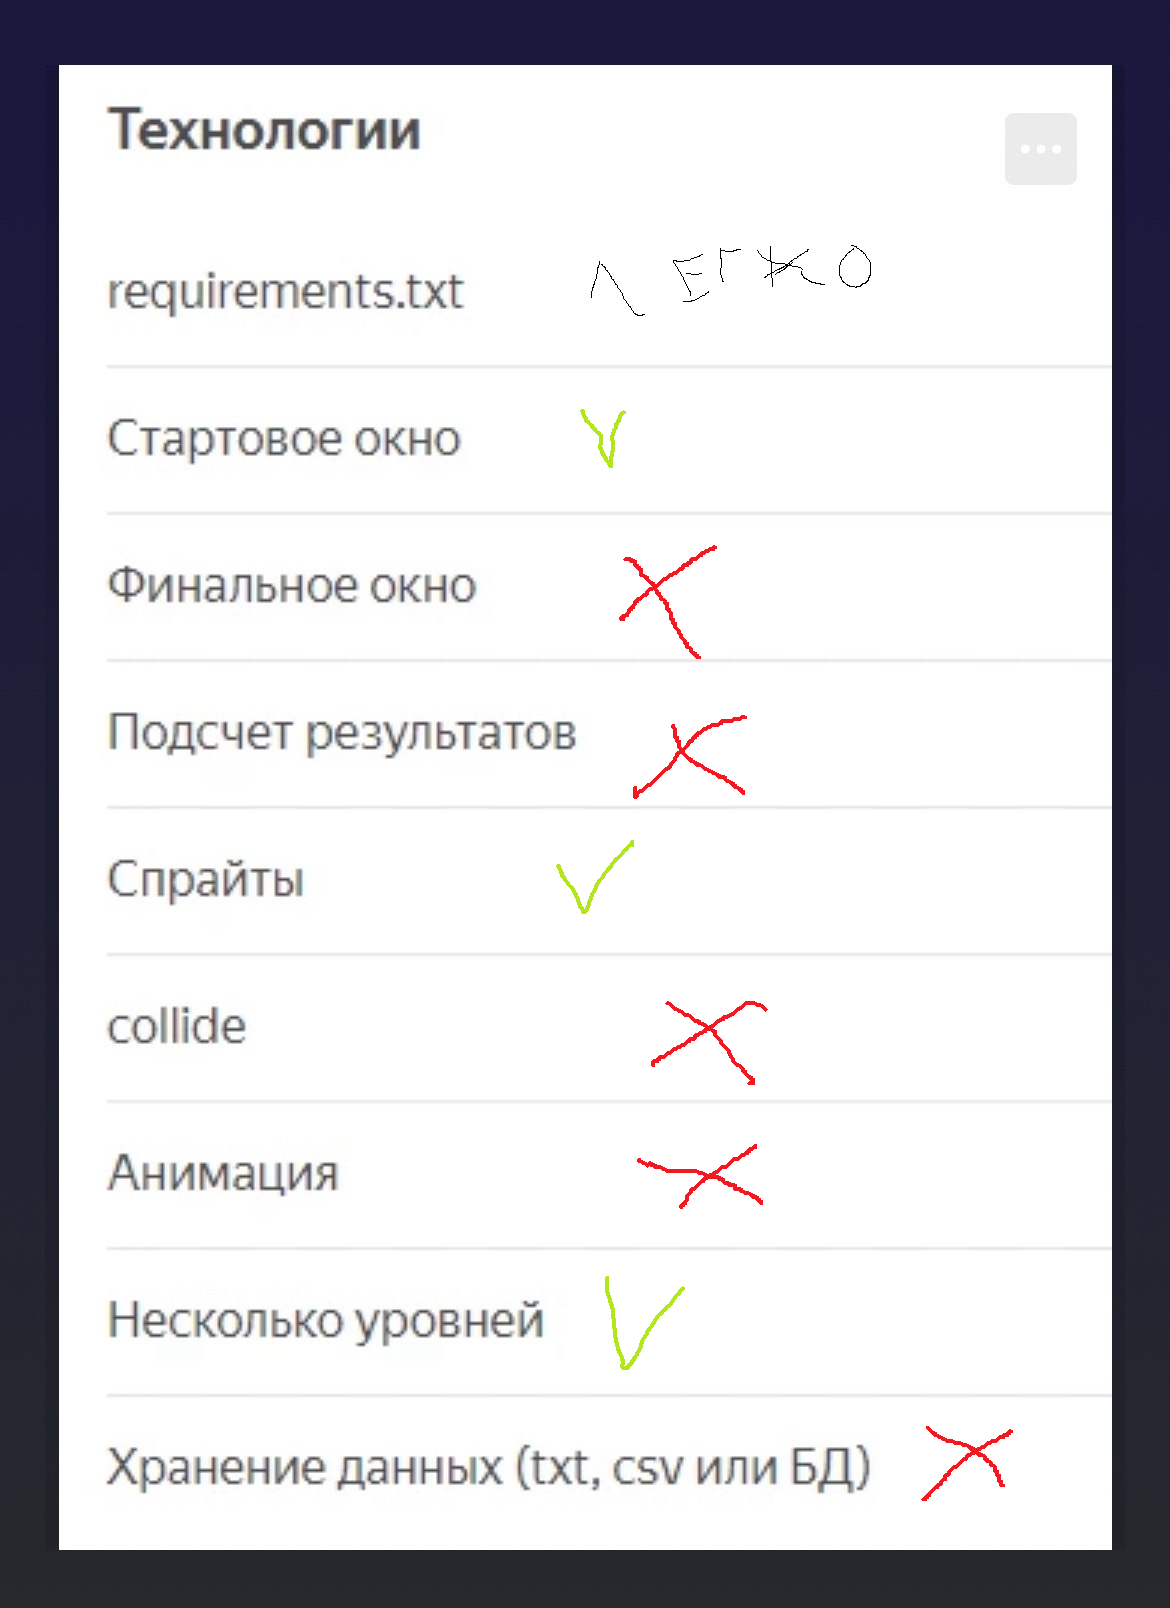 Технологии
requirements.txt ЛЕГКО
Стартовое окно
Финальное окно
Подсчет результатов
Спрайты
collide
Анимация
Несколько уровней
Хранение данных (txt, csv или БД)